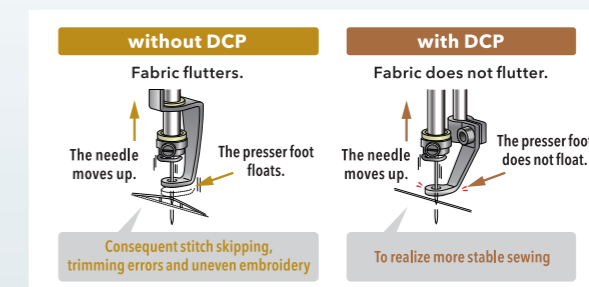 without DCP
Fabric flutters.
The needle
moves up.
The presser foot
floats.
Consequent stitch skipping,
trimming errors and uneven embroidery
with DCP
Fabric does not flutter.
The needle
moves up.
The presser foot
does not float.
To realize more stable sewing